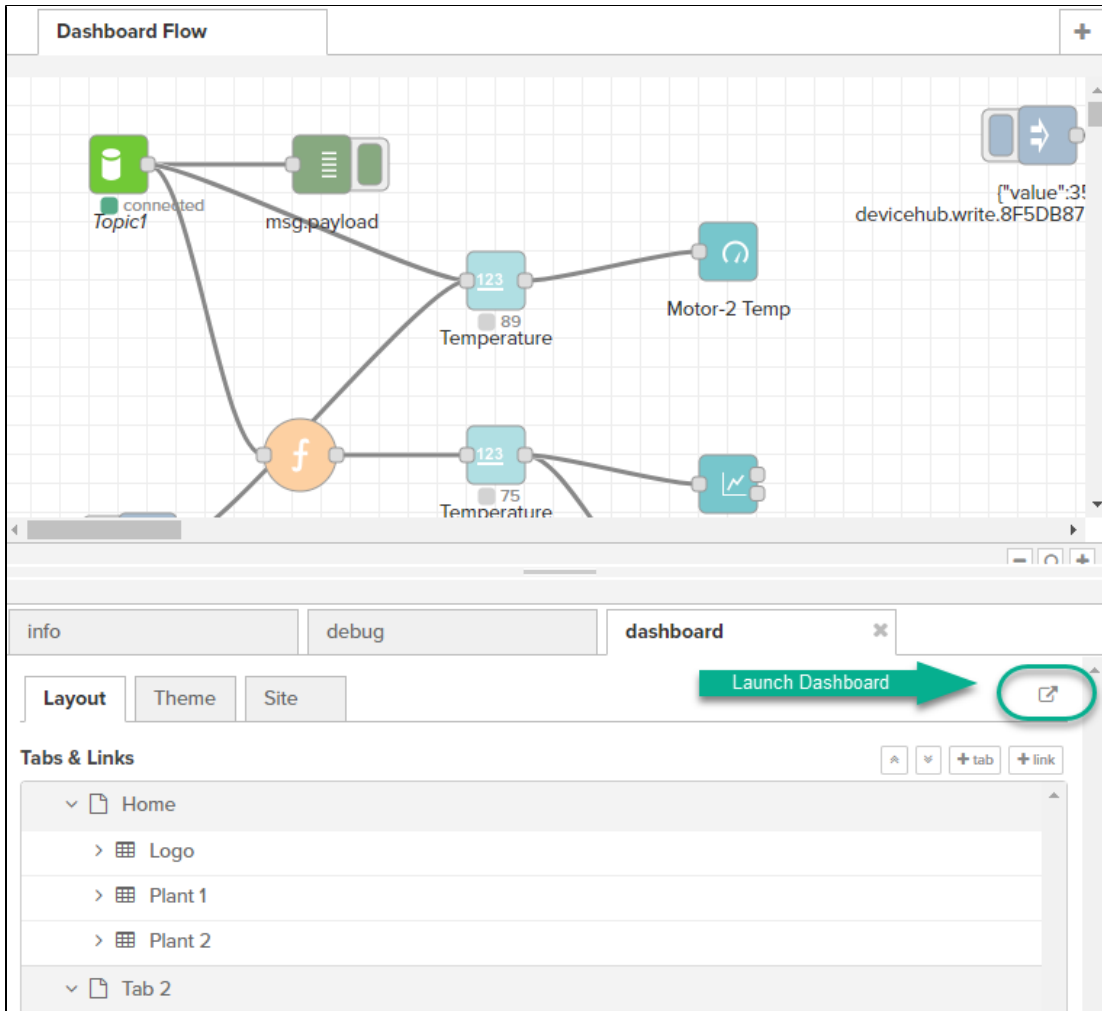 Dashboard Flow
connected
Topic1
msg.payload
{"value":35
devicehub.write.8F5DB87
123
89
Temperature
Motor-2 Temp
123
75
Temperature
info
debug
dashboard
Launch Dashboard
Layout
Theme
Site
Tabs & Links
tab
link
Home
Logo
Plant 1
Plant 2
Tab 2